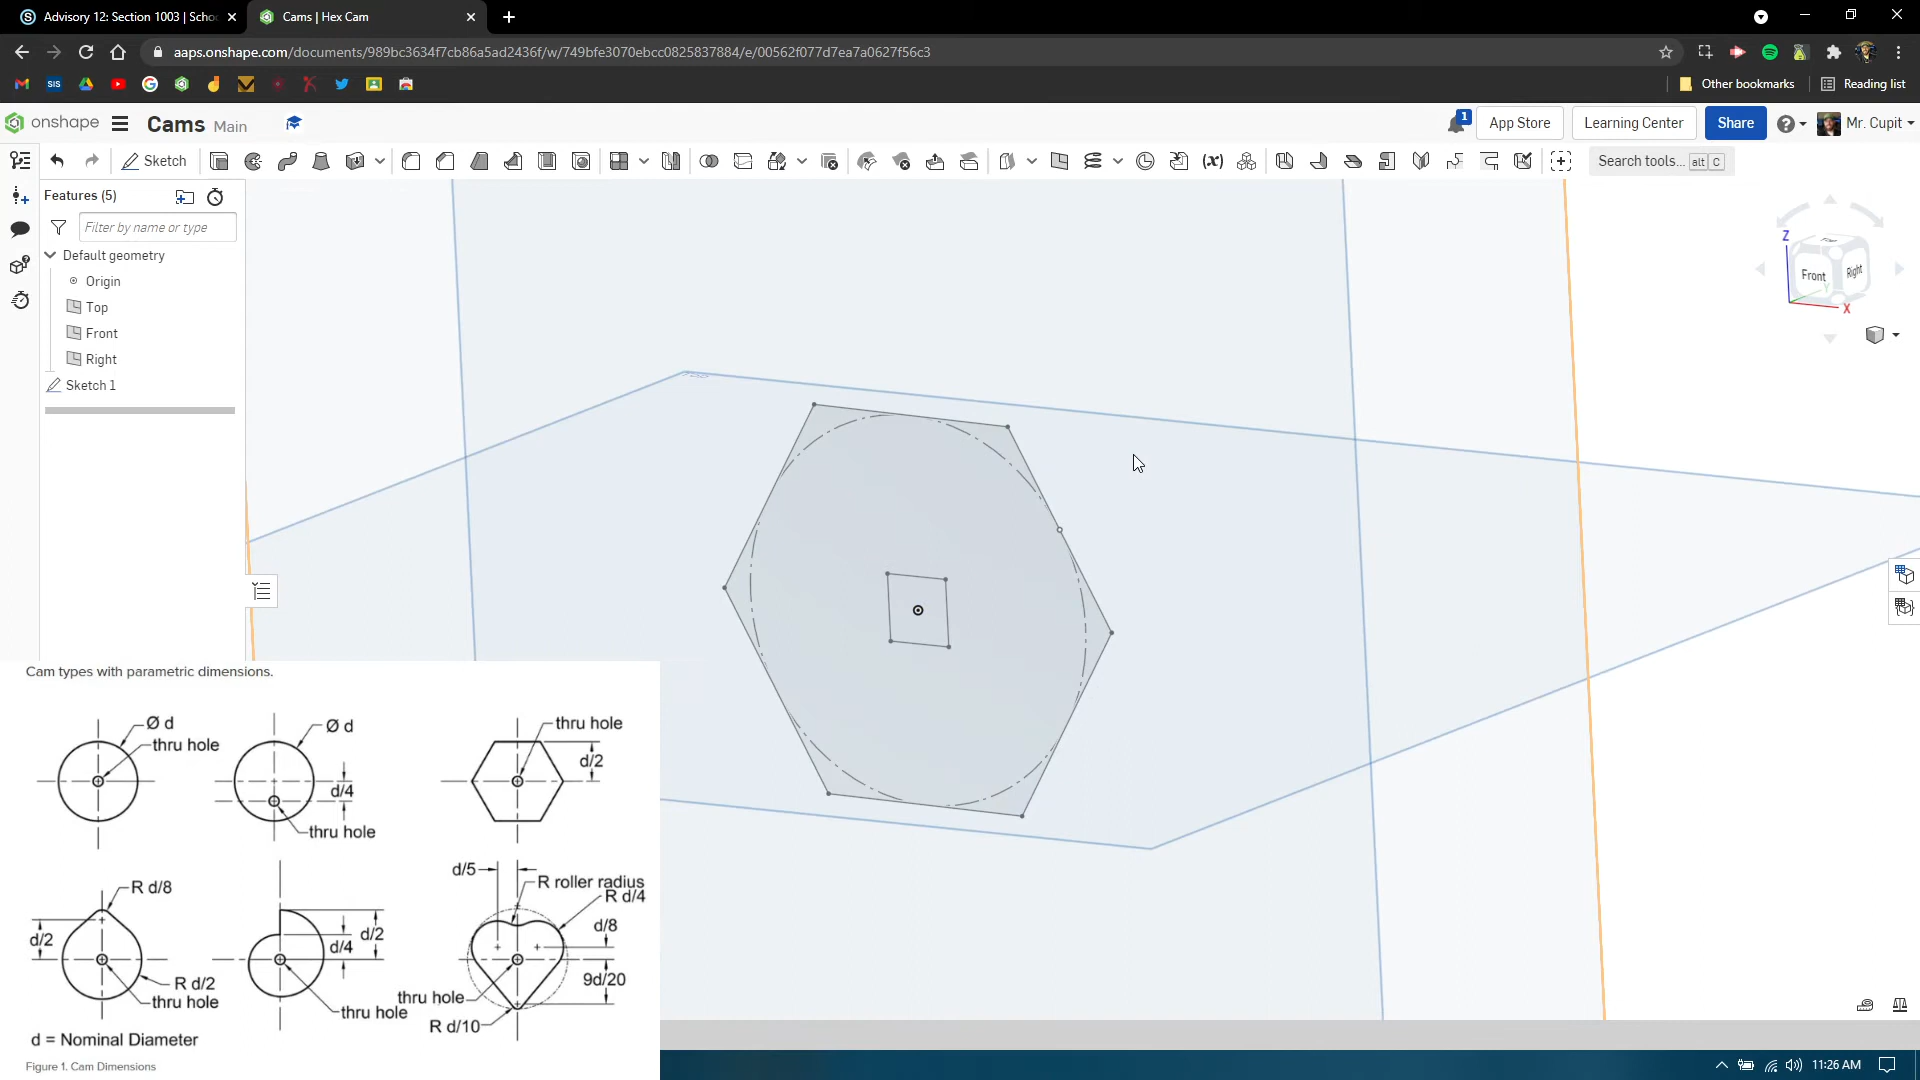 Advisory 12: Section 1003 | Scho
Cams | Hex Cam
aaps.onshape.com/documents/989bc3634f7cb86a5ad2436f/w/749bfe3070ebcc0825837884/e/00562f077d7ea7a0627f56c3
SIS
Other bookmarks
Reading list
onshape
Cams Main
1
App Store
Learning Center
Share
Mr. Cupit
Sketch
(x)
Search tools... alt C
Features (5)
Filter by name or type
Default geometry
Origin
Top
Front
Right
Sketch 1
Z
Top
Front
Right
Y
X
Cam types with parametric dimensions.
Ø d
thru hole
Ø d
d/4
thru hole
thru hole
d/2
R d/8
d/2
R d/2
thru hole
d/4
d/2
thru hole
d/5
R roller radius
R d/4
d/8
9d/20
thru hole
R d/10
d = Nominal Diameter
Figure 1. Cam Dimensions
11:26 AM